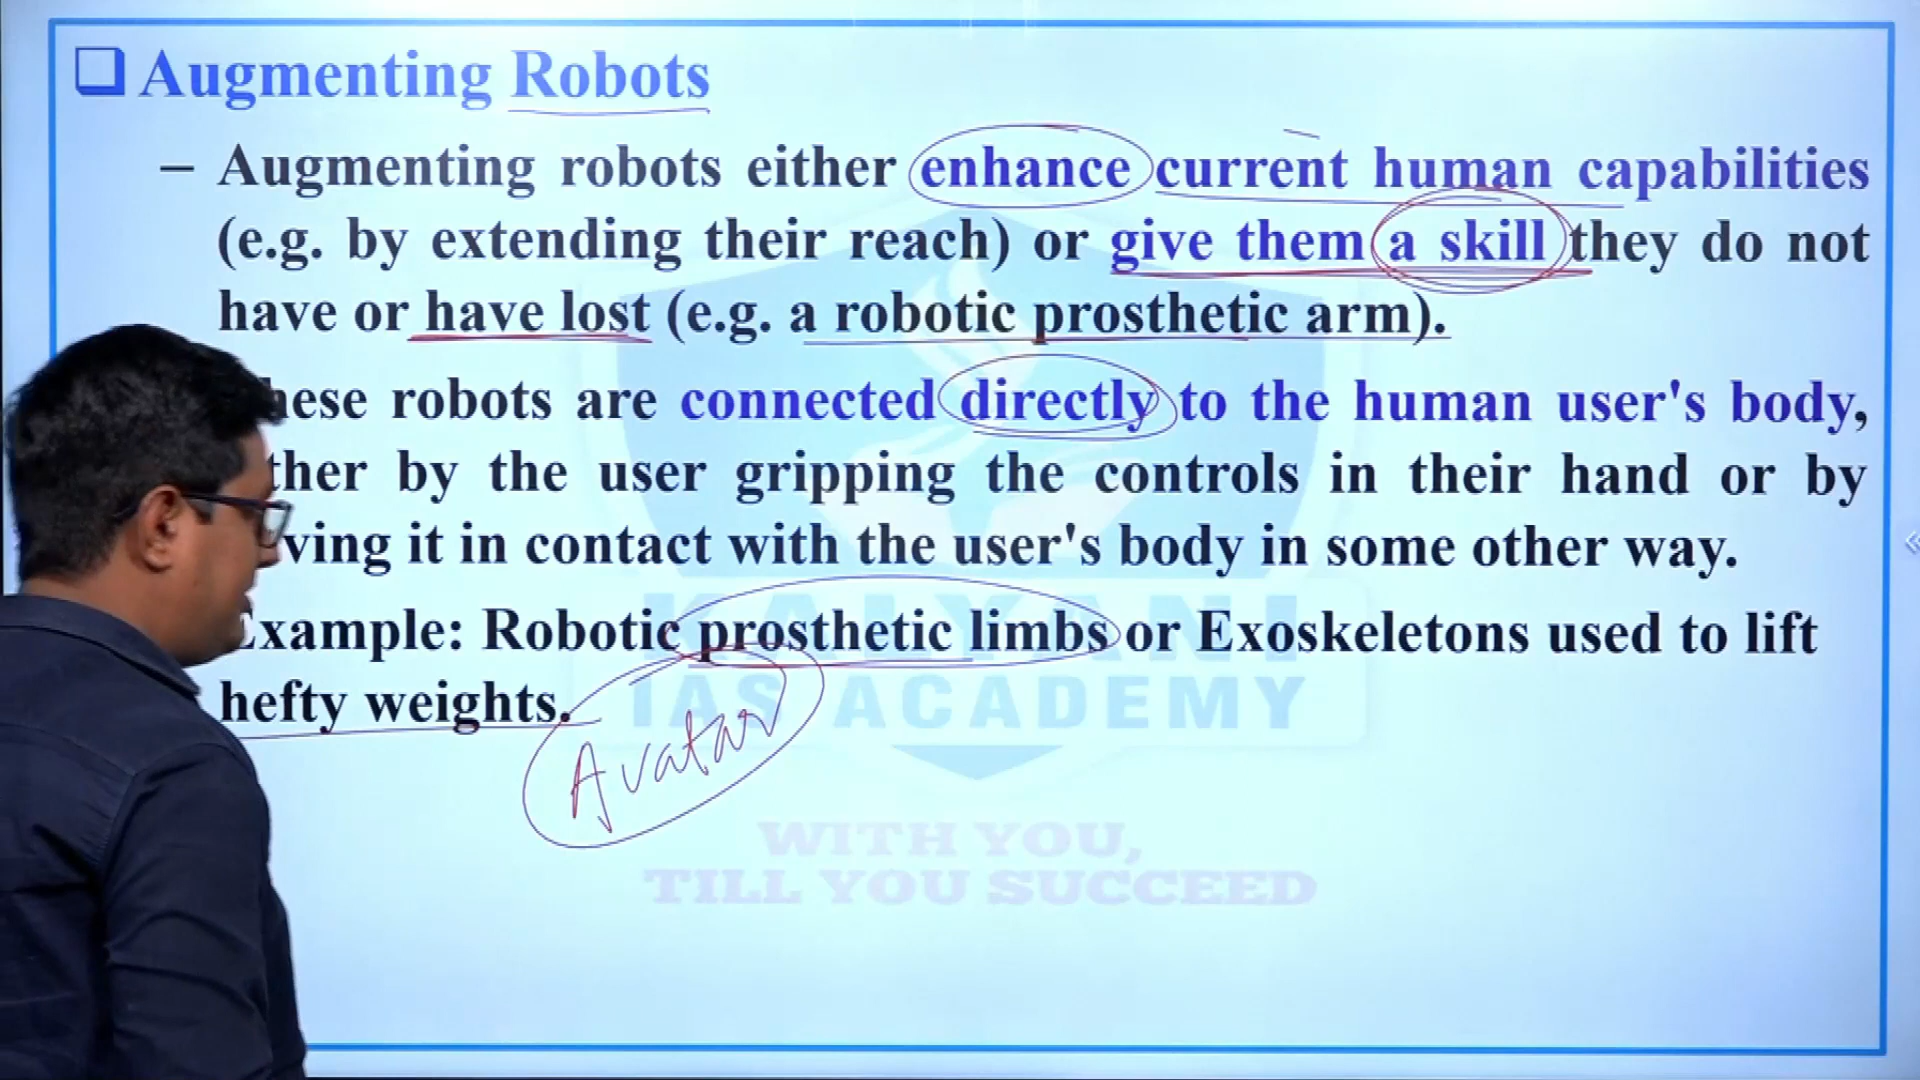 Augmenting Robots
– Augmenting robots either enhance current human capabilities
(e.g. by extending their reach) or give them a skill they do not
have or have lost (e.g. a robotic prosthetic arm).
hese robots are connected directly to the human user's body,
ther by the user gripping the controls in their hand or by
ving it in contact with the user's body in some other way.
Example: Robotic prosthetic limbs or Exoskeletons used to lift
hefty weights.
Avatar
KALYANI
IAS ACADEMY
WITH YOU,
TILL YOU SUCCEED